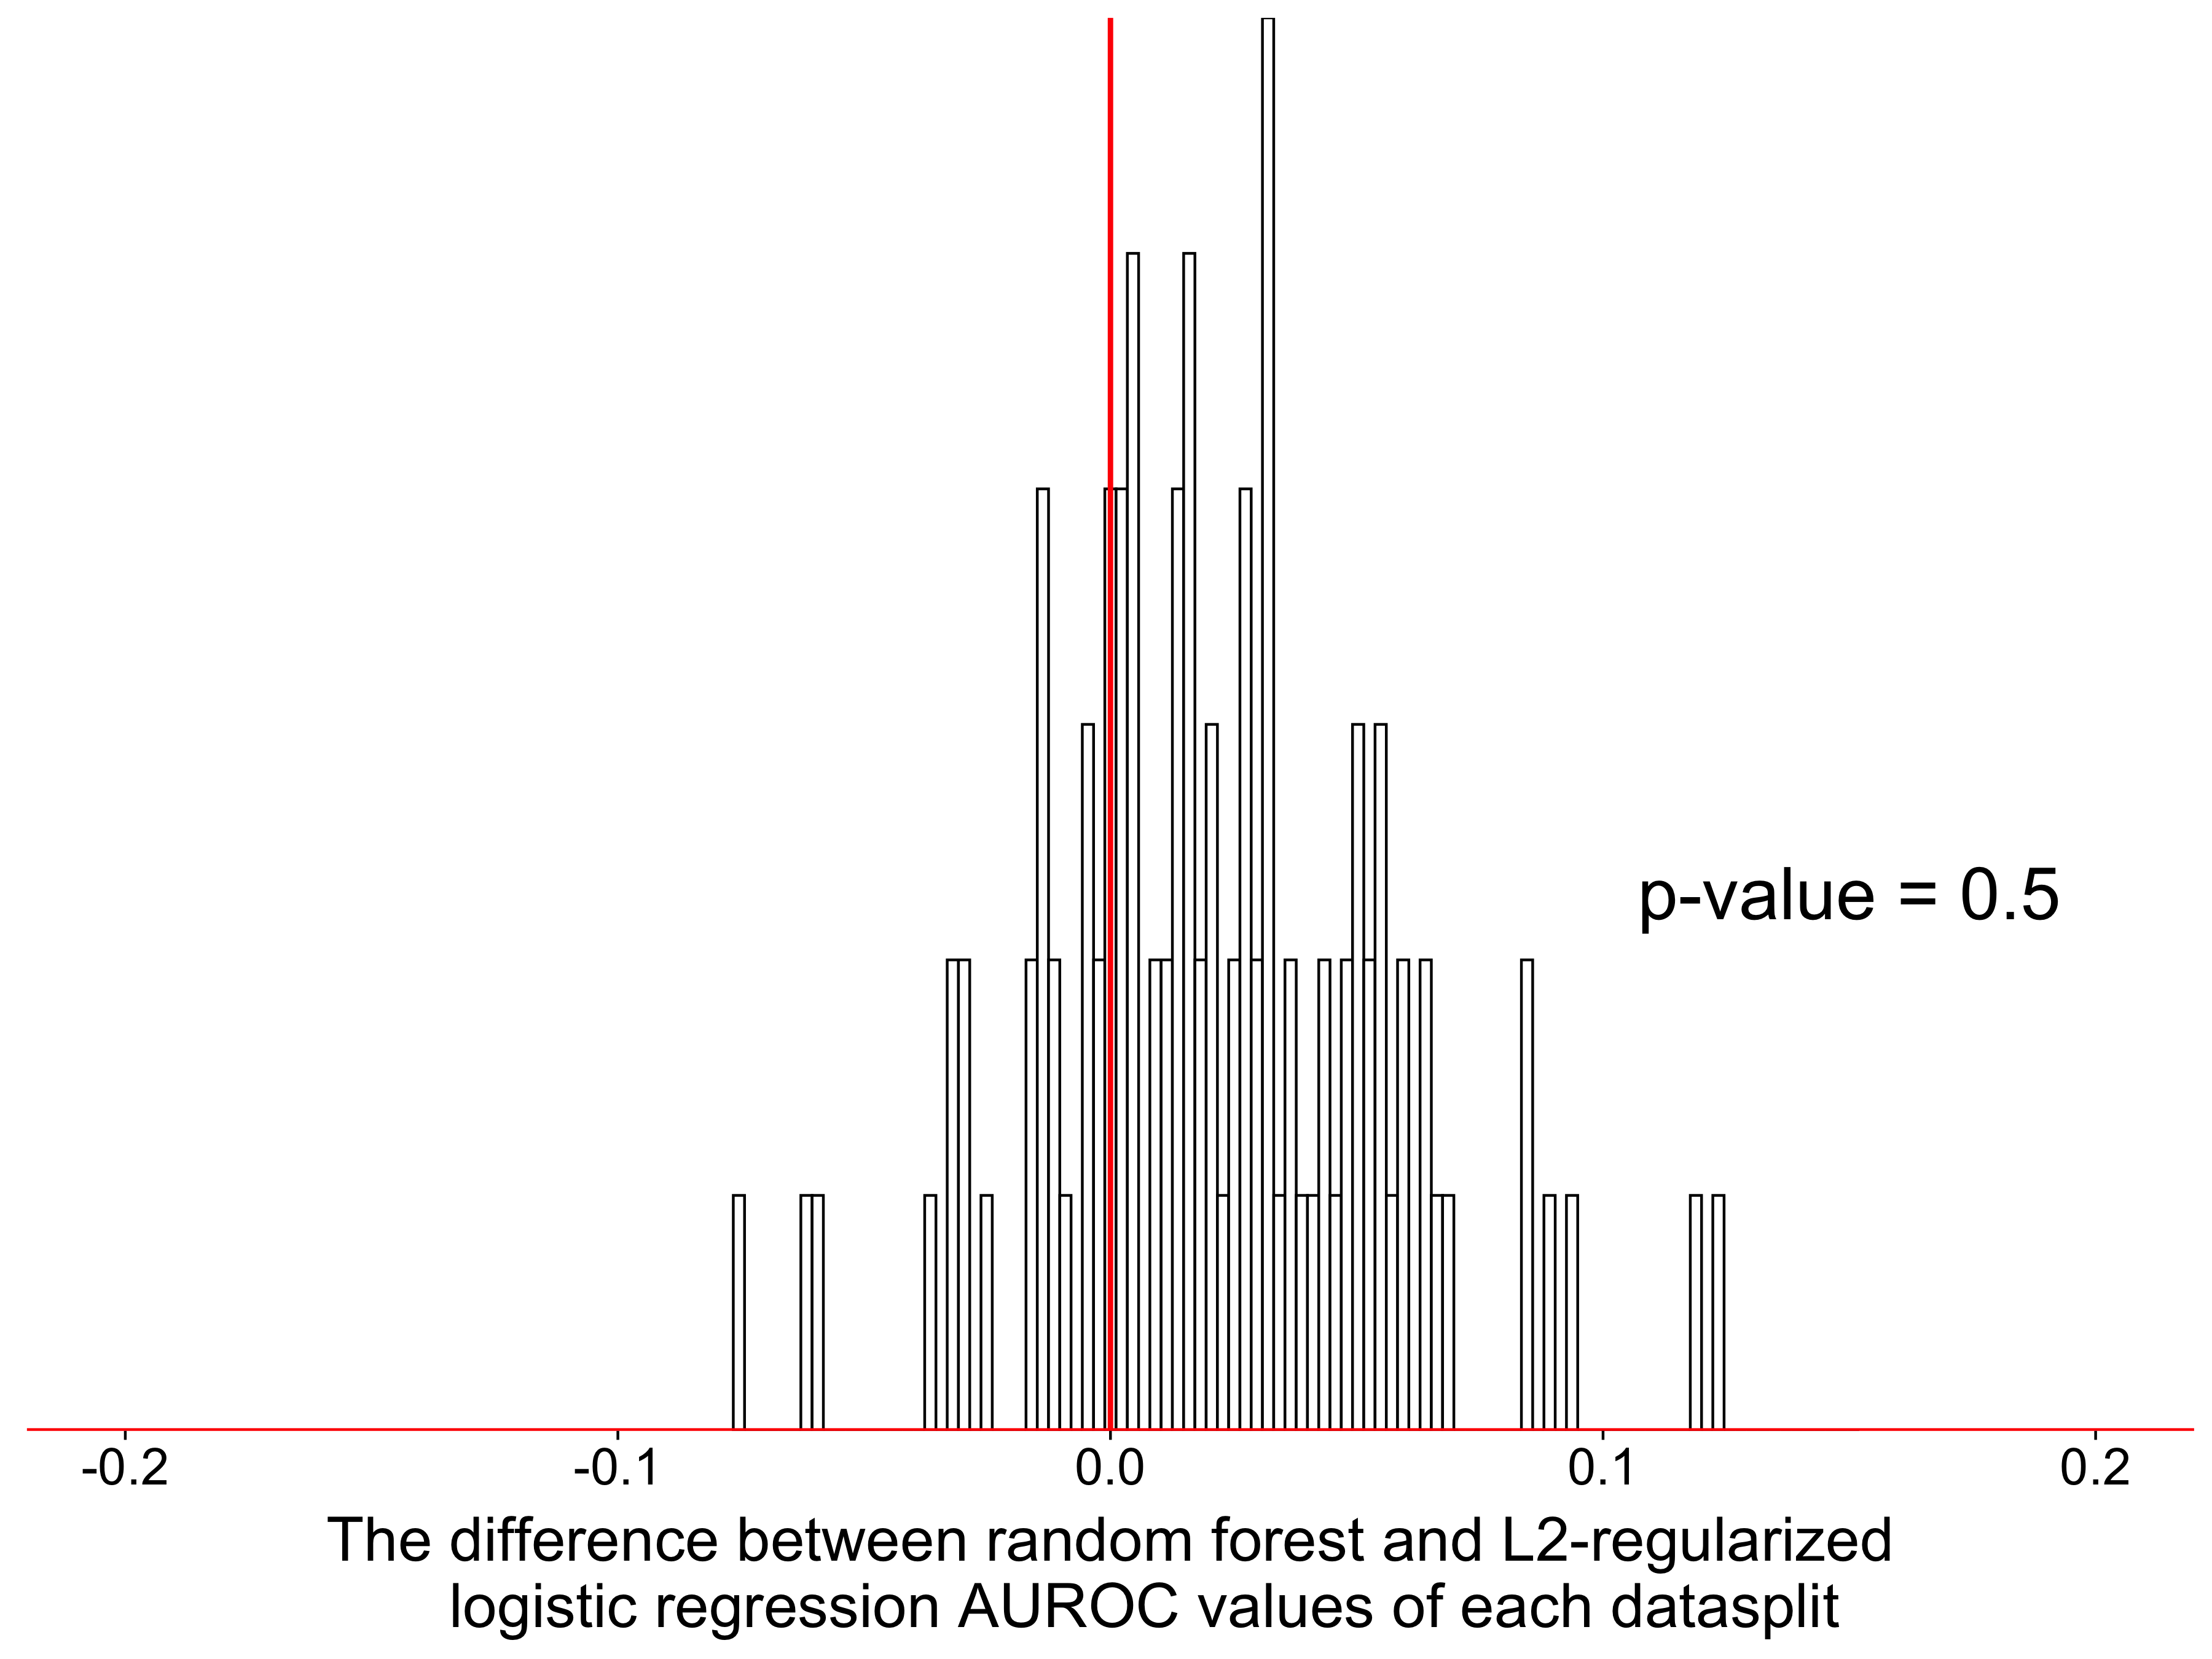 p-value = 0.5
-0.2 -0.1 0.0 0.1 0.2
The difference between random forest and L2-regularized
logistic regression AUROC values of each datasplit